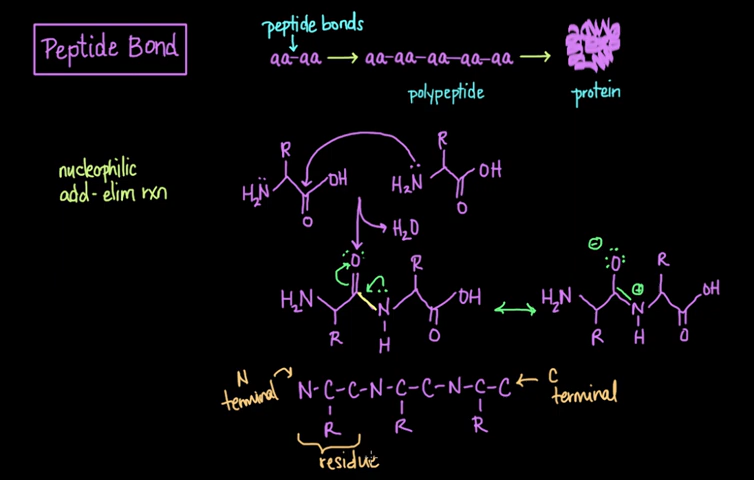 Peptide Bond
peptide bonds
aa-aa → aa-aa-aa-aa-aa →
polypeptide
protein
nucleophilic
add-elim rxn
R
H₂N̈
OH
O
R
H₂N̈
OH
O
H₂O
H₂N
O
R
N
H
R
OH
O
H₂N
O
⊖
R
N
⊕
H
R
OH
O
N
terminal
N-C-C-N-C-C-N-C-C
C
terminal
R R R
residue